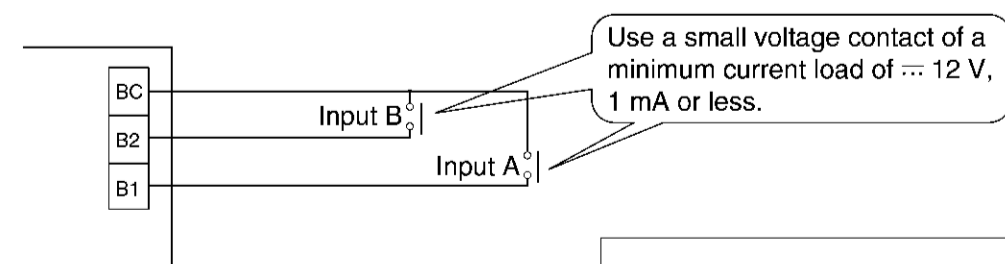 Use a small voltage contact of a
minimum current load of ⎓ 12 V,
1 mA or less.
BC
Input B
B2
Input A
B1